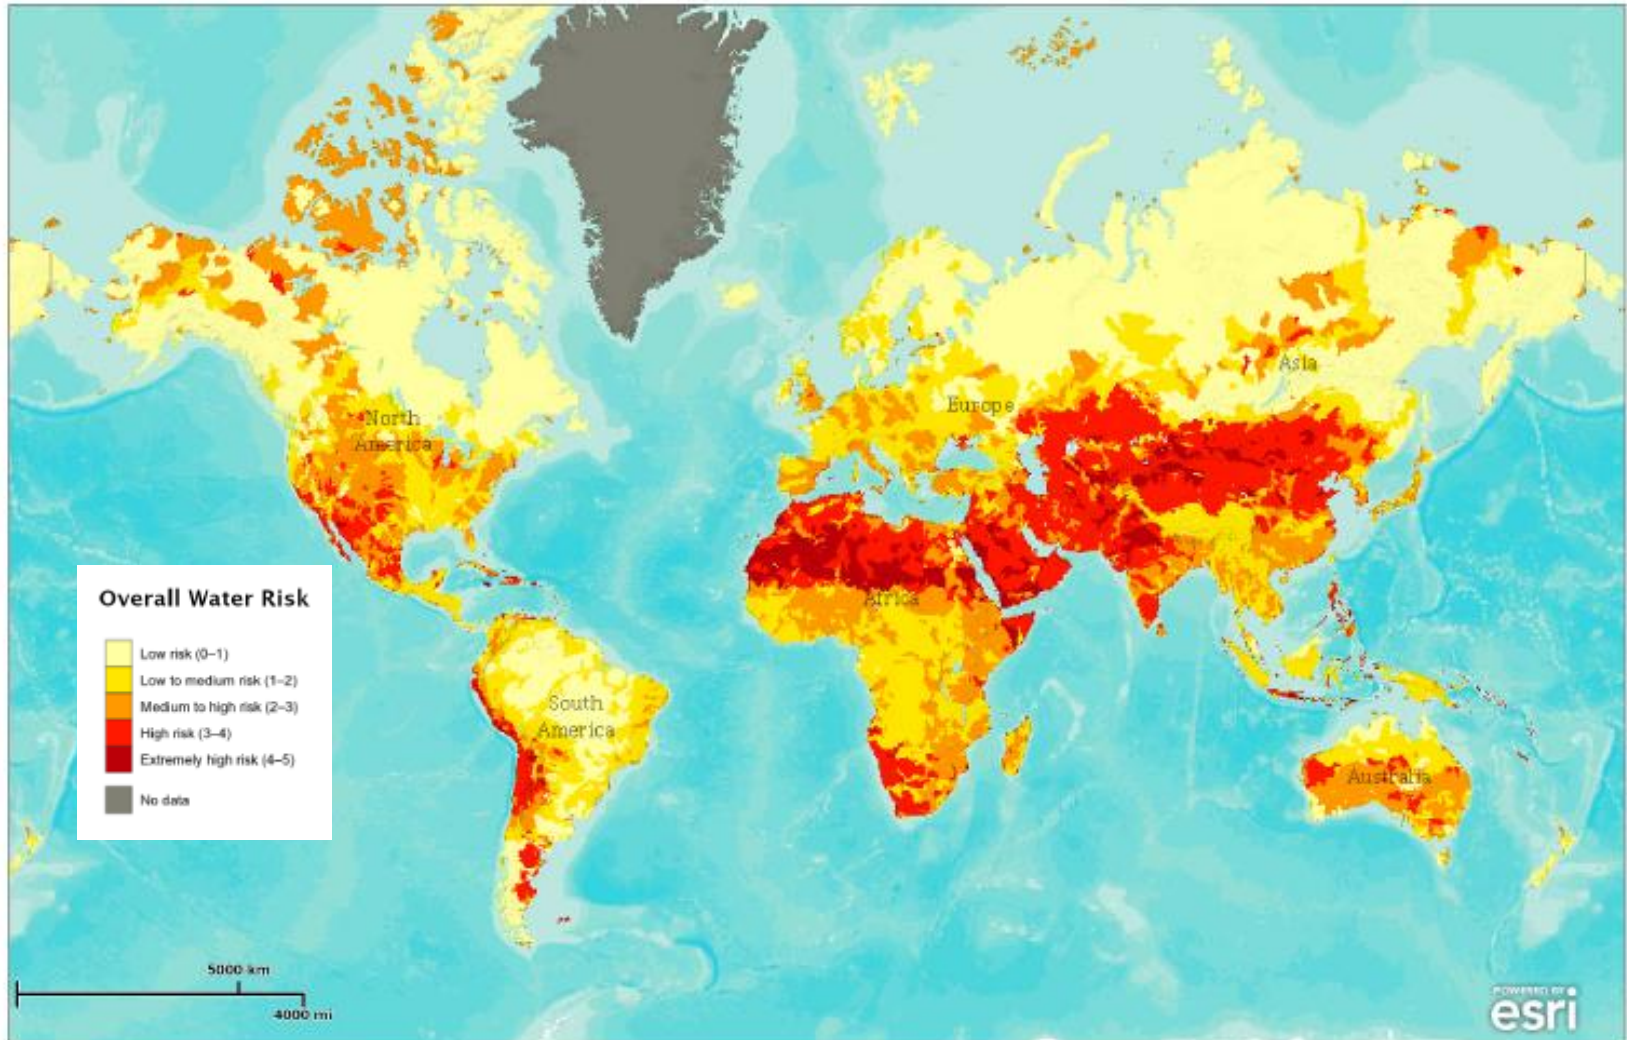 North
America
Europe
Asia
Africa
South
America
Australia
Overall Water Risk
Low risk (0–1)
Low to medium risk (1–2)
Medium to high risk (2–3)
High risk (3–4)
Extremely high risk (4–5)
No data
5000 km
4000 mi
POWERED BY
esri